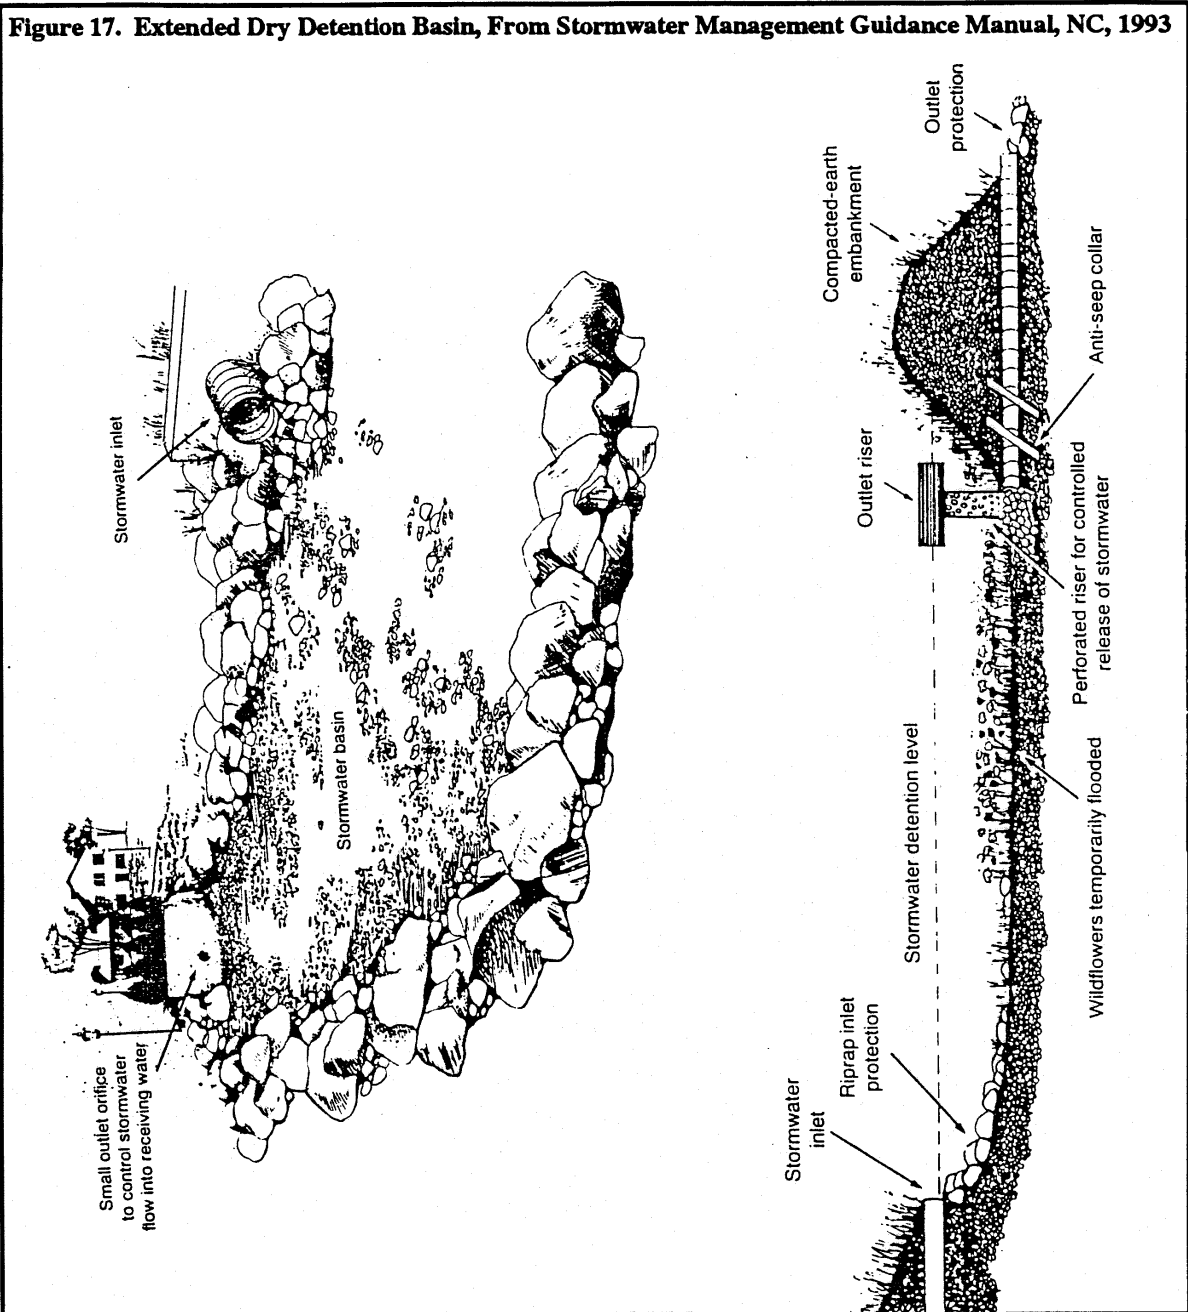 Figure 17. Extended Dry Detention Basin, From Stormwater Management Guidance Manual, NC, 1993
Small outlet orifice
to control stormwater
flow into receiving water
Stormwater inlet
Stormwater basin
Stormwater
inlet
Riprap inlet
protection
Stormwater detention level
Outlet riser
Compacted-earth
embankment
Outlet
protection
Wildflowers temporarily flooded
Perforated riser for controlled
release of stormwater
Anti-seep collar